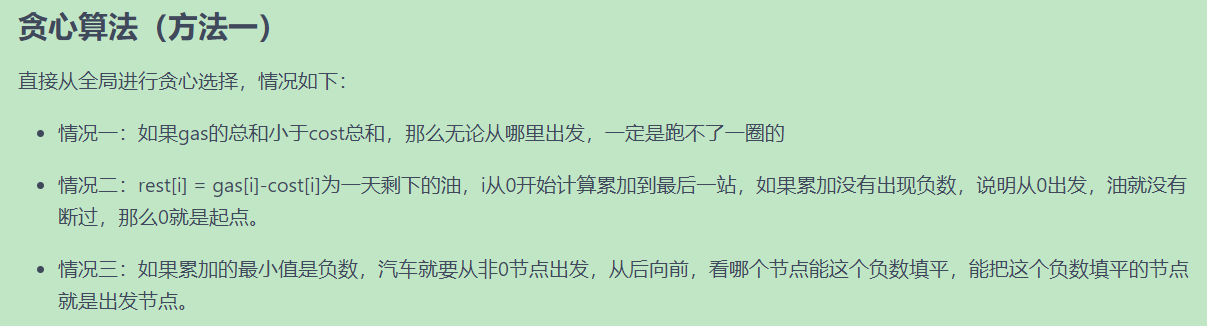 贪心算法（方法一）
直接从全局进行贪心选择，情况如下：
• 情况一：如果gas的总和小于cost总和，那么无论从哪里出发，一定是跑不了一圈的
• 情况二：rest[i] = gas[i]-cost[i]为一天剩下的油，i从0开始计算累加到最后一站，如果累加没有出现负数，说明从0出发，油就没有
断过，那么0就是起点。
• 情况三：如果累加的最小值是负数，汽车就要从非0节点出发，从后向前，看哪个节点能这个负数填平，能把这个负数填平的节点
就是出发节点。